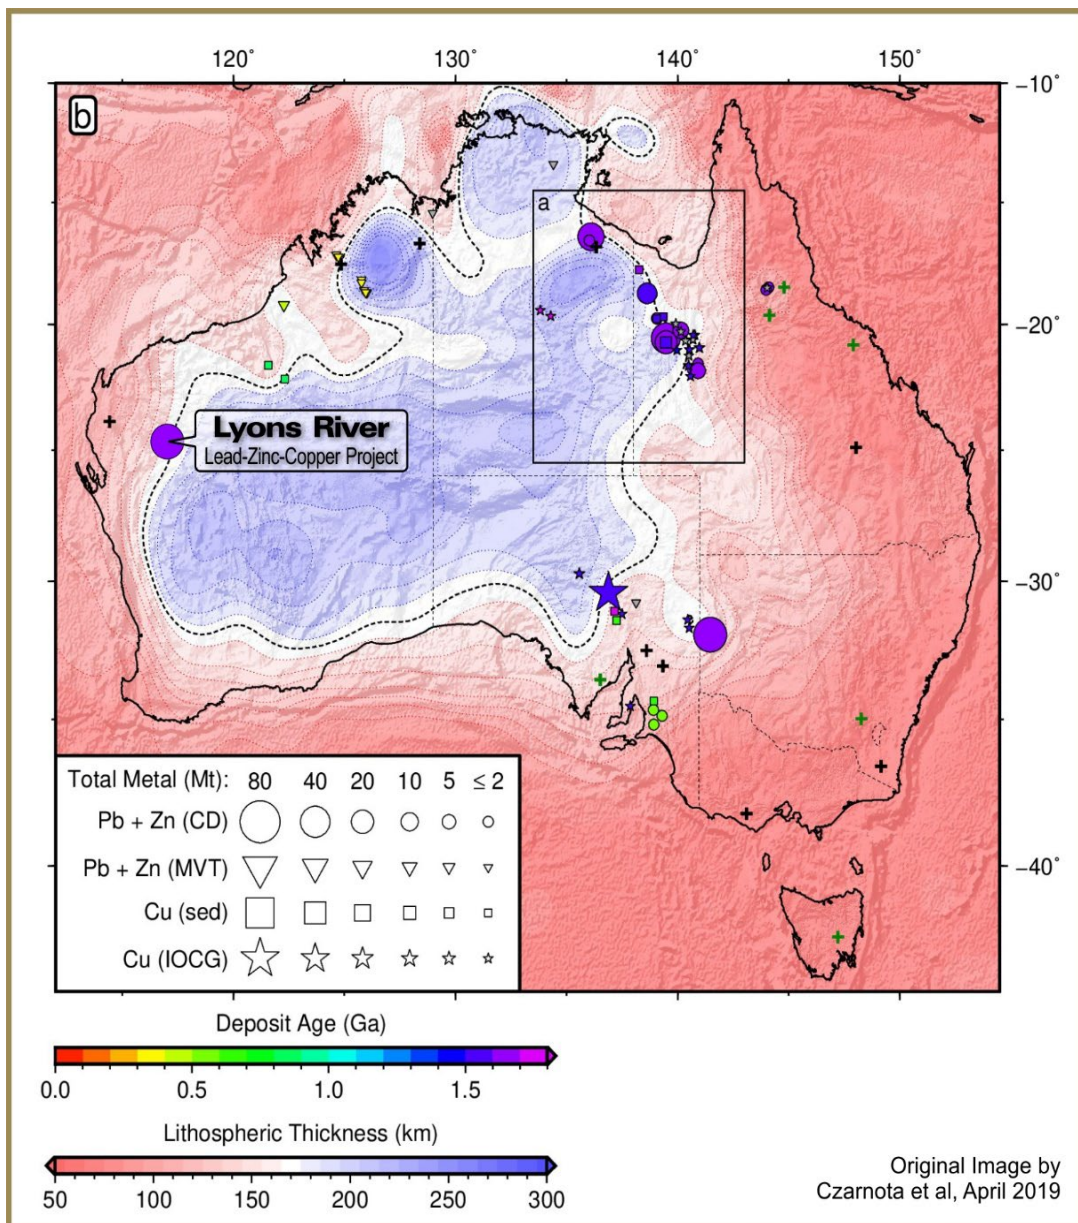 120° 130° 140° 150°
b
-10°
a
-20°
Lyons River
Lead-Zinc-Copper Project
-30°
Total Metal (Mt): 80 40 20 10 5 ≤ 2
Pb + Zn (CD)
Pb + Zn (MVT)
-40°
Cu (sed)
Cu (IOCG)
Deposit Age (Ga)
0.0 0.5 1.0 1.5
Lithospheric Thickness (km)
50 100 150 200 250 300
Original Image by
Czarnota et al, April 2019